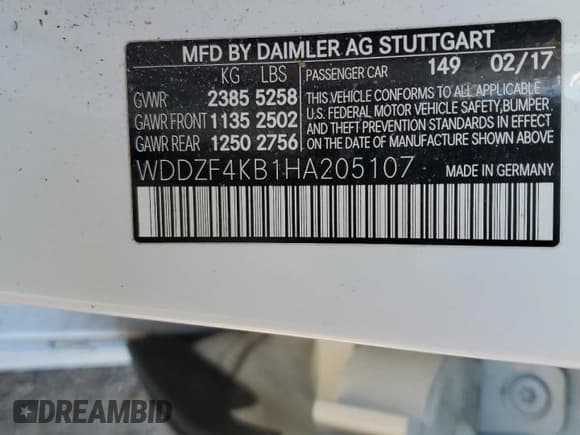 MFD BY DAIMLER AG STUTTGART
KG LBS
GVWR 2385 5258
GAWR FRONT 1135 2502
GAWR REAR 1250 2756
PASSENGER CAR 149 02/17
THIS VEHICLE CONFORMS TO ALL APPLICABLE
U.S. FEDERAL MOTOR VEHICLE SAFETY, BUMPER,
AND THEFT PREVENTION STANDARDS IN EFFECT
ON THE DATE OF MANUFACTURE SHOWN ABOVE
WDDZF4KB1HA205107 MADE IN GERMANY
DREAMBID